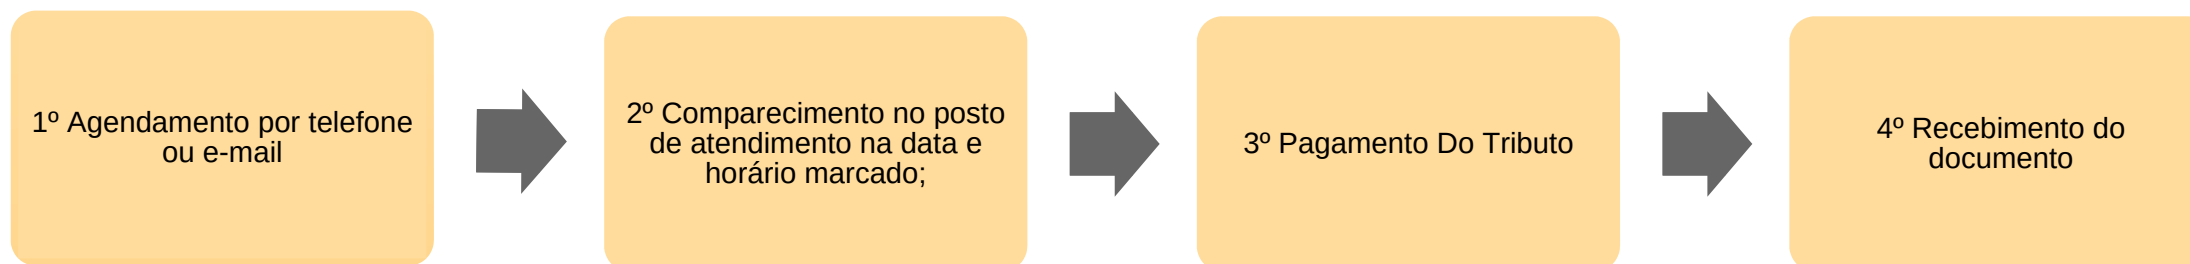 1º Agendamento por telefone
ou e-mail
2º Comparecimento no posto
de atendimento na data e
horário marcado;
3º Pagamento Do Tributo
4º Recebimento do
documento